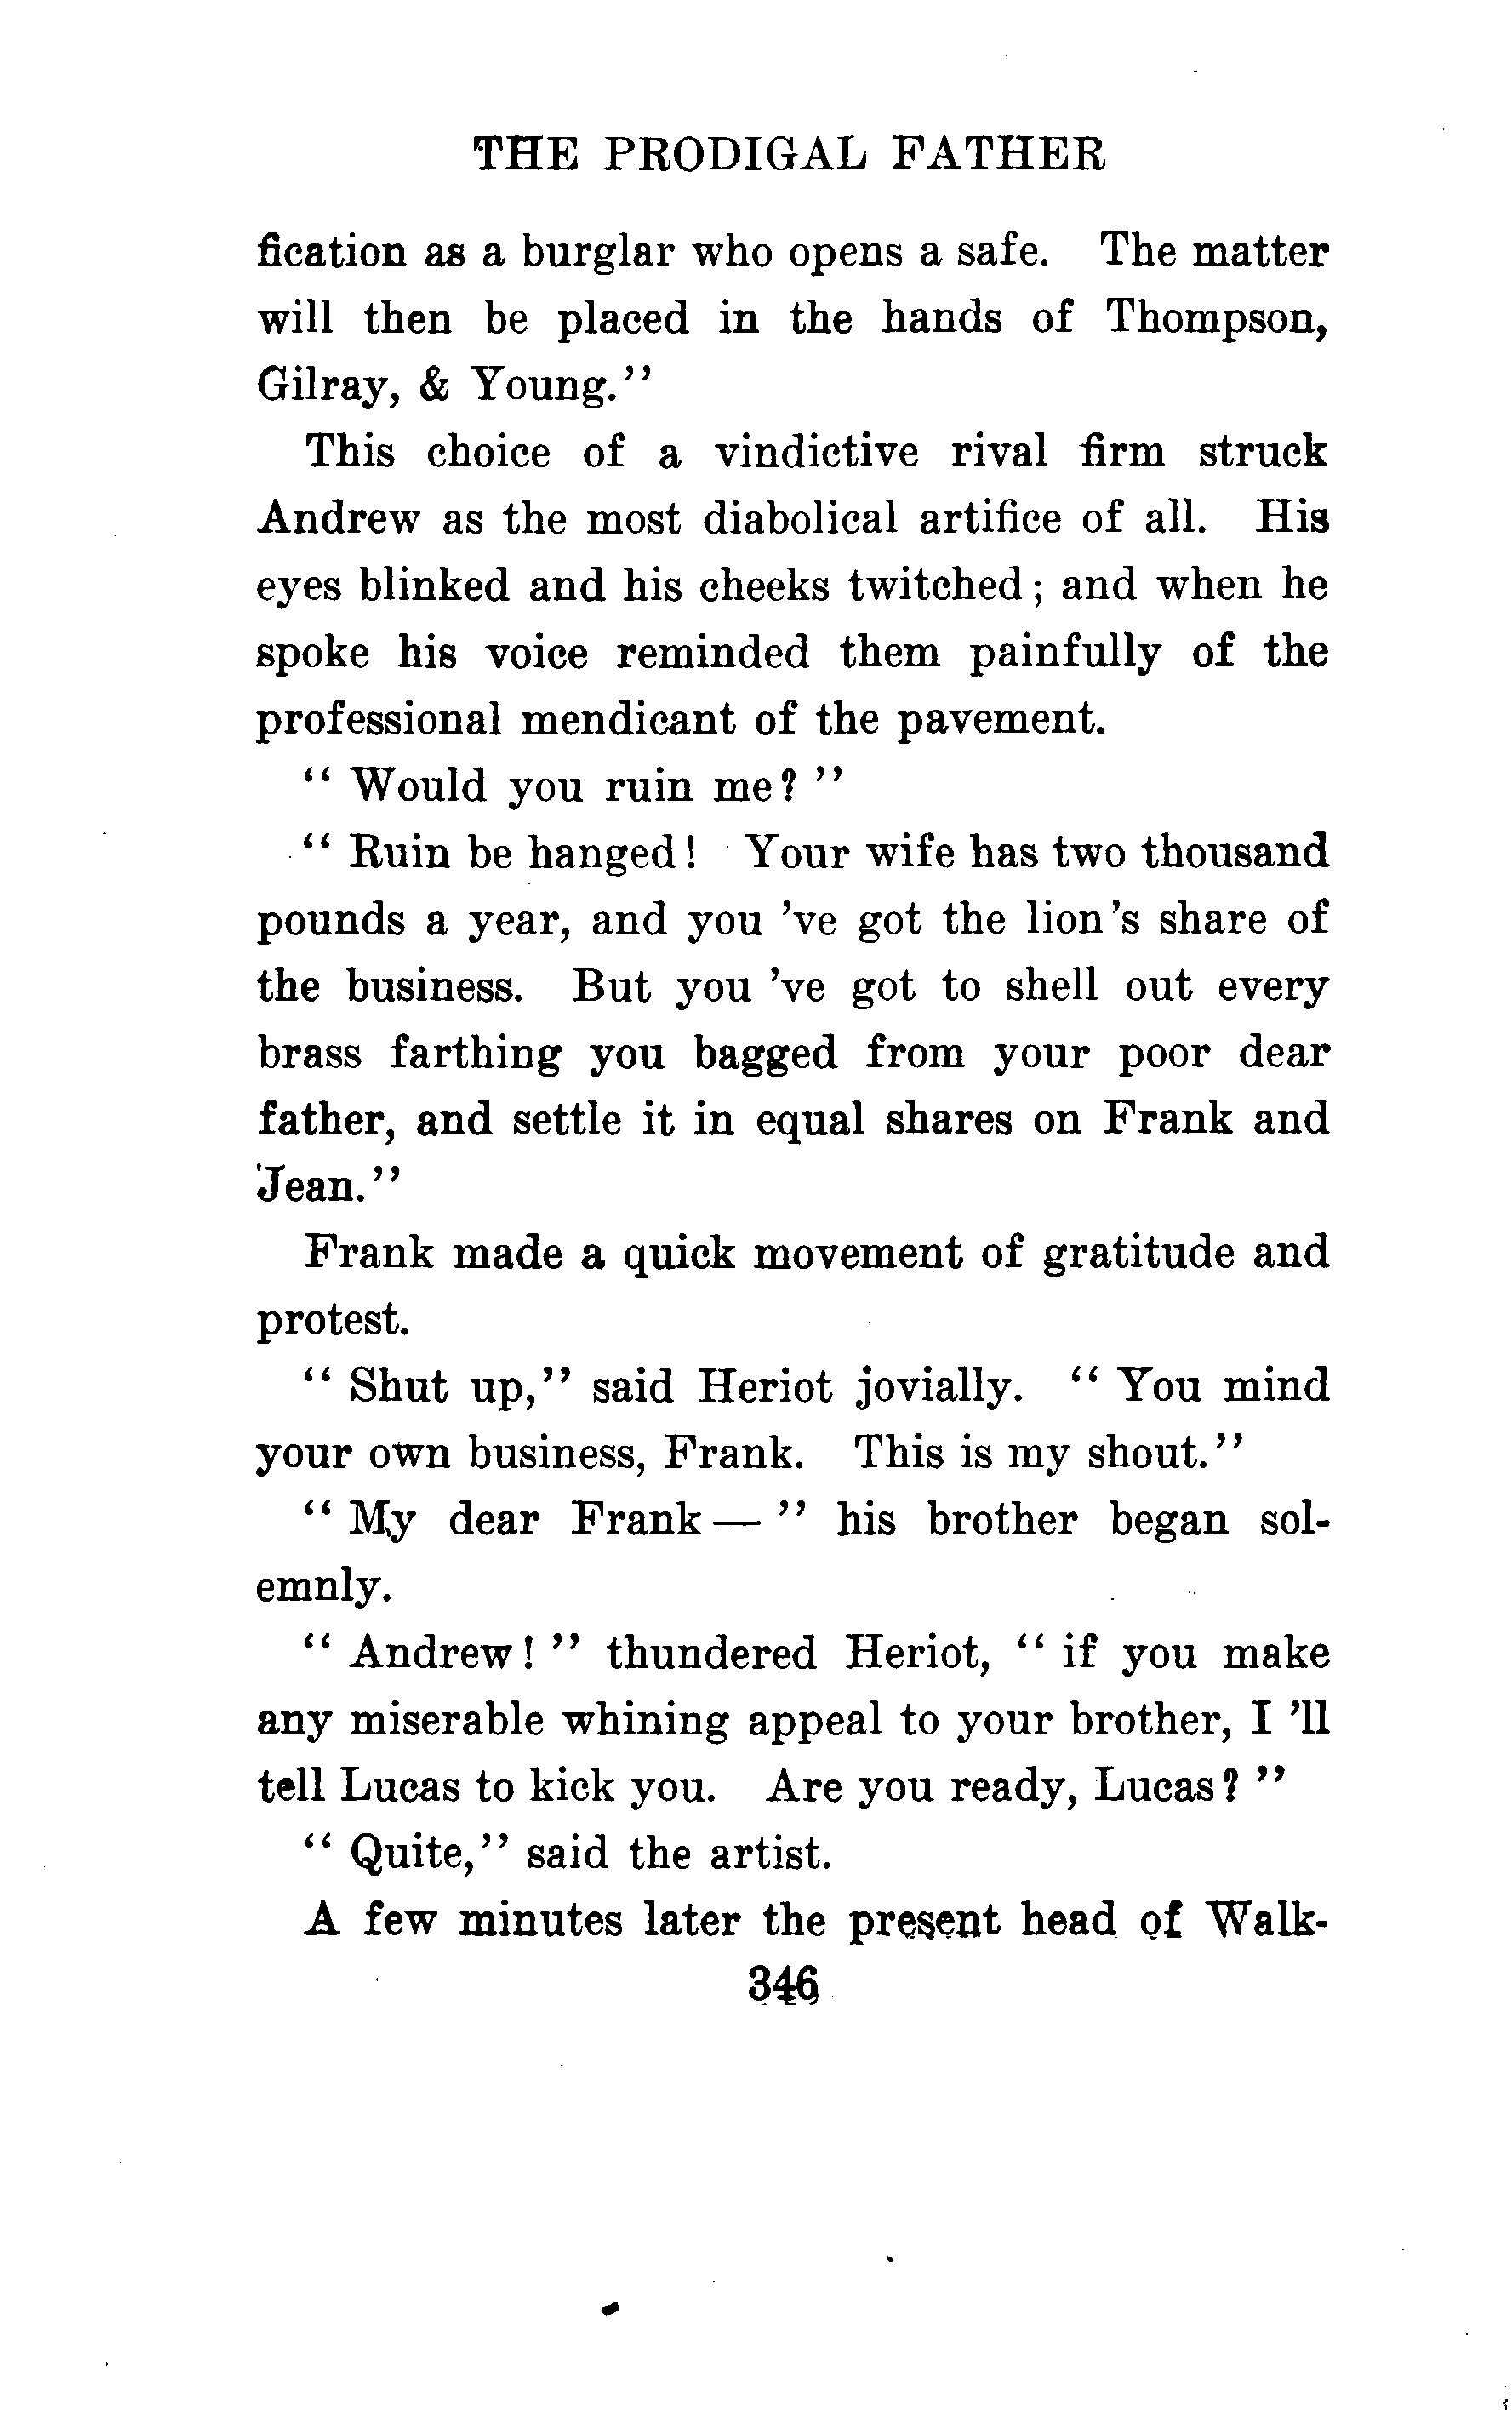 THE PRODIGAL FATHER
fication as a burglar who opens a safe. The matter
will then be placed in the hands of Thompson,
Gilray, & Young."
This choice of a vindictive rival firm struck
Andrew as the most diabolical artifice of all. His
eyes blinked and his cheeks twitched; and when he
spoke his voice reminded them painfully of the
professional mendicant of the pavement.
" Would you ruin me? "
" Ruin be hanged! Your wife has two thousand
pounds a year, and you 've got the lion's share of
the business. But you 've got to shell out every
brass farthing you bagged from your poor dear
father, and settle it in equal shares on Frank and
Jean."
Frank made a quick movement of gratitude and
protest.
" Shut up," said Heriot jovially. " You mind
your own business, Frank. This is my shout."
" My dear Frank — " his brother began sol-
emnly.
" Andrew! " thundered Heriot, " if you make
any miserable whining appeal to your brother, I 'll
tell Lucas to kick you. Are you ready, Lucas? "
" Quite," said the artist.
A few minutes later the present head of Walk-
346